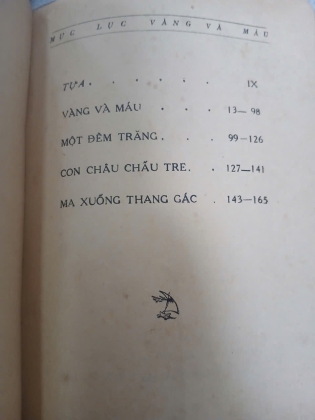 MỤC LỤC VÀNG VÀ MÁU
TỰA . . . . . . IX
VÀNG VÀ MÁU . . . 13— 98
MỘT ĐÊM TRĂNG . . . 99—126
CON CHÂU CHẤU TRE. . 127—141
MA XUỐNG THANG GÁC . 143—165